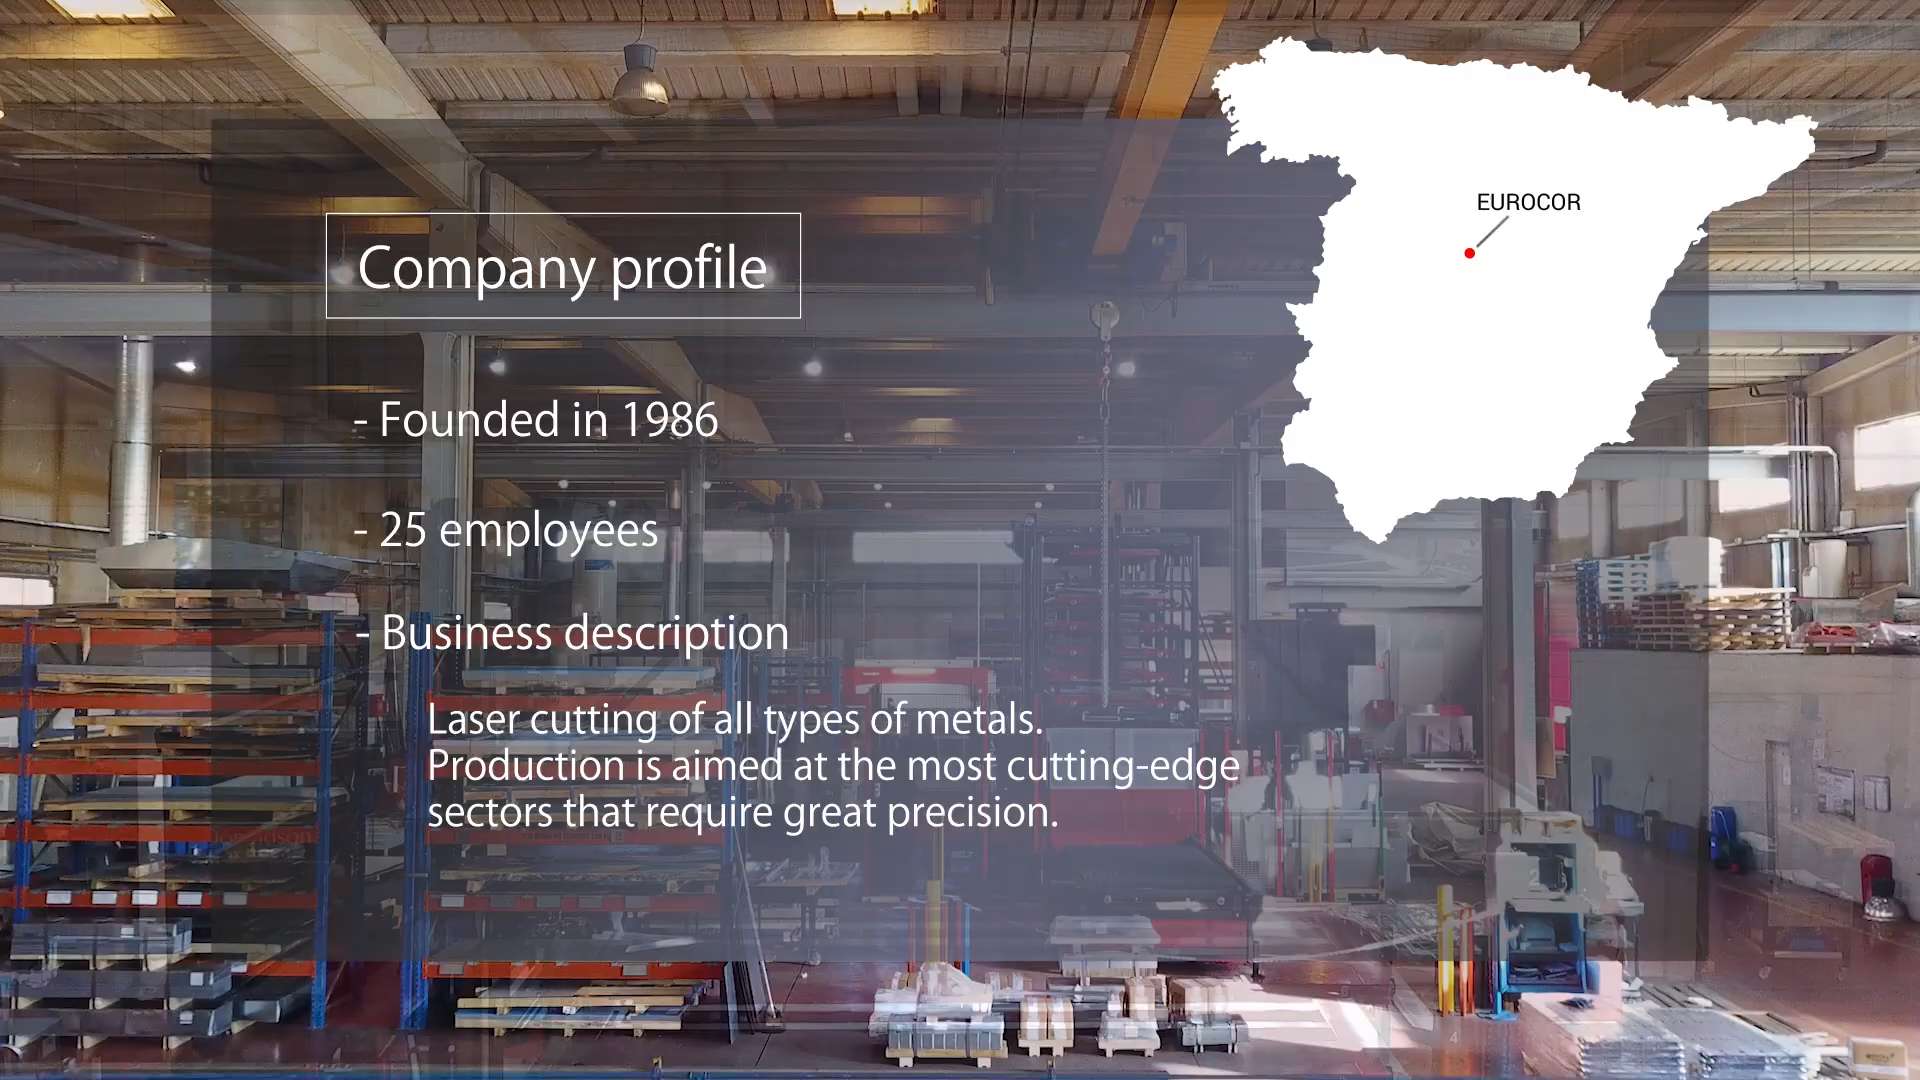 EUROCOR
Company profile
- Founded in 1986
- 25 employees
- Business description
Laser cutting of all types of metals.
Production is aimed at the most cutting-edge
sectors that require great precision.